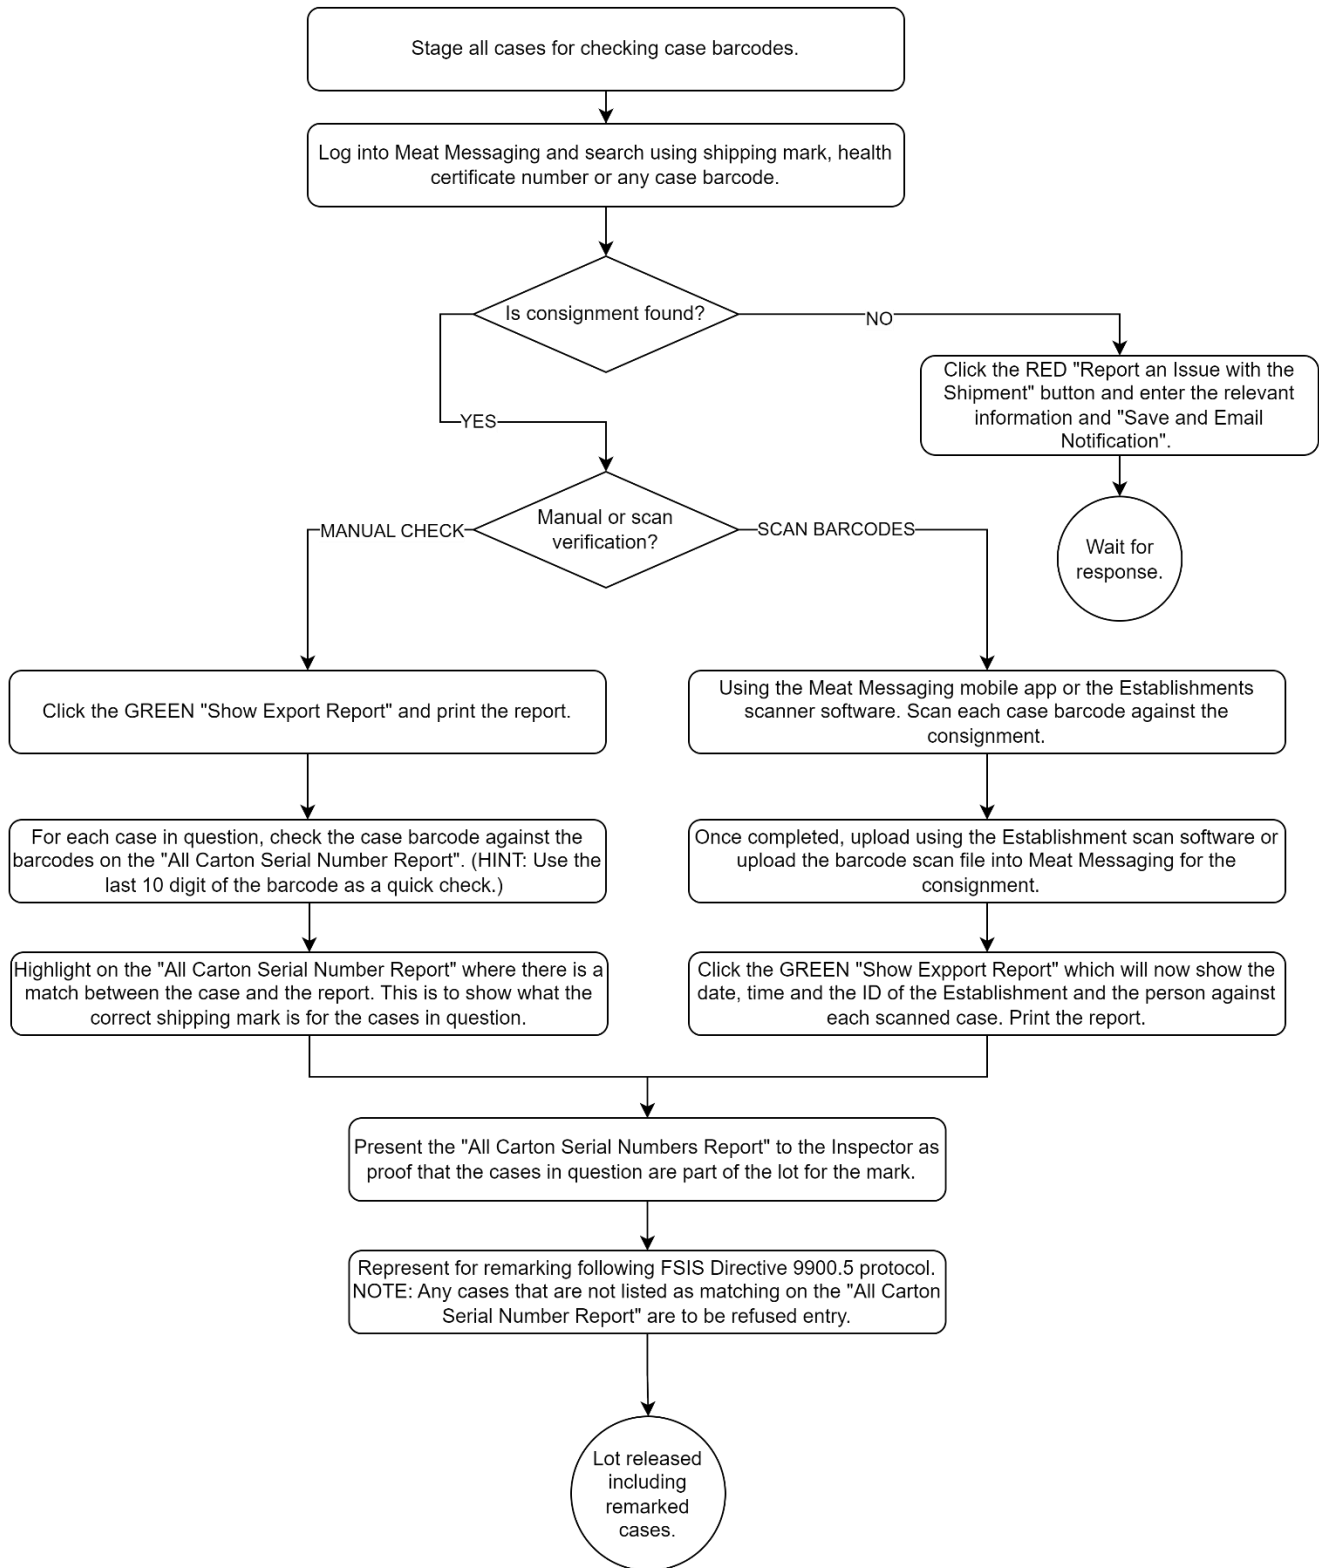 Stage all cases for checking case barcodes.
Log into Meat Messaging and search using shipping mark, health
certificate number or any case barcode.
Is consignment found?
NO
Click the RED "Report an Issue with the
Shipment" button and enter the relevant
information and "Save and Email
Notification".
YES
Wait for
response.
Manual or scan
verification?
MANUAL CHECK
SCAN BARCODES
Click the GREEN "Show Export Report" and print the report.
For each case in question, check the case barcode against the
barcodes on the "All Carton Serial Number Report". (HINT: Use the
last 10 digit of the barcode as a quick check.)
Highlight on the "All Carton Serial Number Report" where there is a
match between the case and the report. This is to show what the
correct shipping mark is for the cases in question.
Using the Meat Messaging mobile app or the Establishments
scanner software. Scan each case barcode against the
consignment.
Once completed, upload using the Establishment scan software or
upload the barcode scan file into Meat Messaging for the
consignment.
Click the GREEN "Show Expport Report" which will now show the
date, time and the ID of the Establishment and the person against
each scanned case. Print the report.
Present the "All Carton Serial Numbers Report" to the Inspector as
proof that the cases in question are part of the lot for the mark.
Represent for remarking following FSIS Directive 9900.5 protocol.
NOTE: Any cases that are not listed as matching on the "All Carton
Serial Number Report" are to be refused entry.
Lot released
including
remarked
cases.